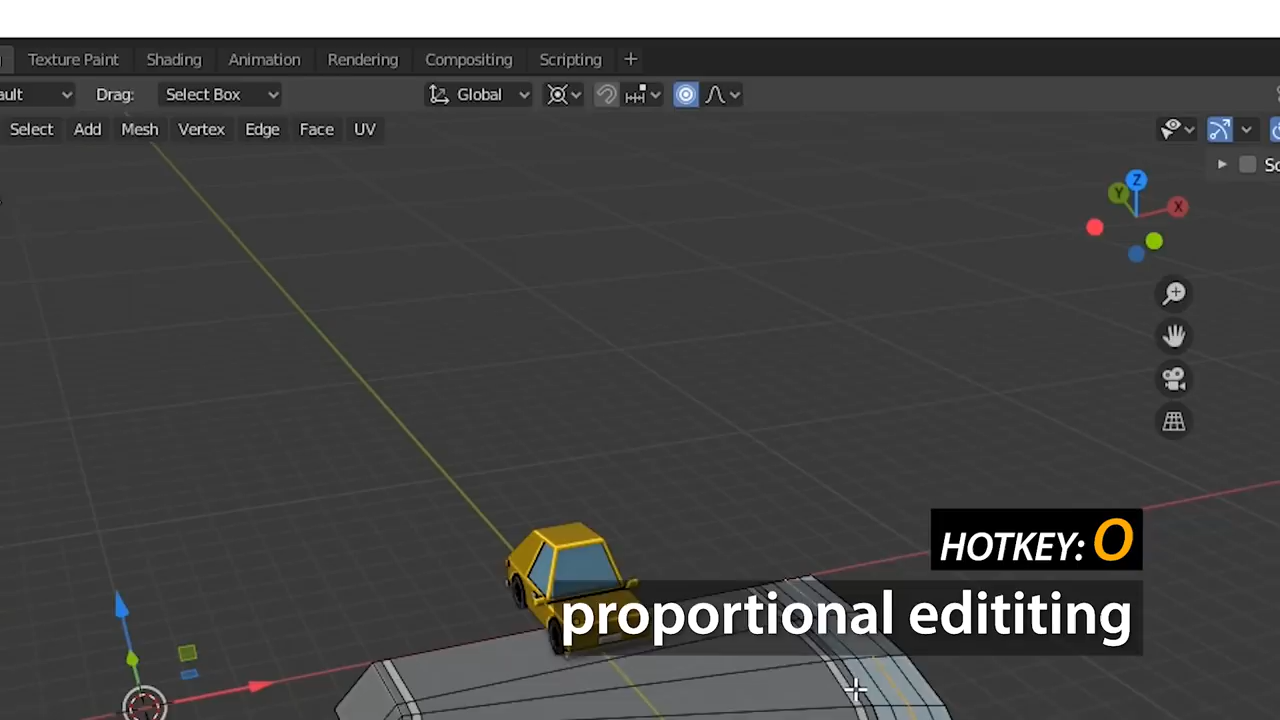 Texture Paint Shading Animation Rendering Compositing Scripting +
ault Drag: Select Box Global
Select Add Mesh Vertex Edge Face UV
Z
Y
X
HOTKEY: O
proportional edititing